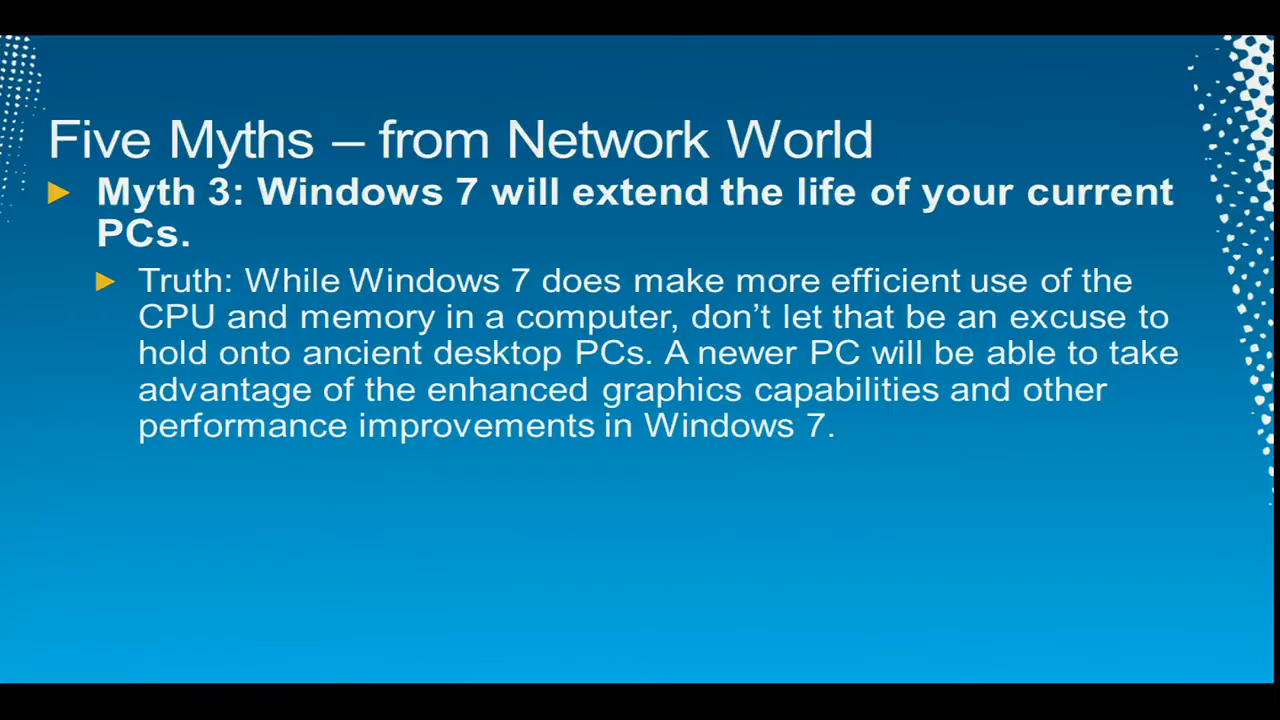 Five Myths – from Network World
► Myth 3: Windows 7 will extend the life of your current
PCs.
► Truth: While Windows 7 does make more efficient use of the
CPU and memory in a computer, don’t let that be an excuse to
hold onto ancient desktop PCs. A newer PC will be able to take
advantage of the enhanced graphics capabilities and other
performance improvements in Windows 7.